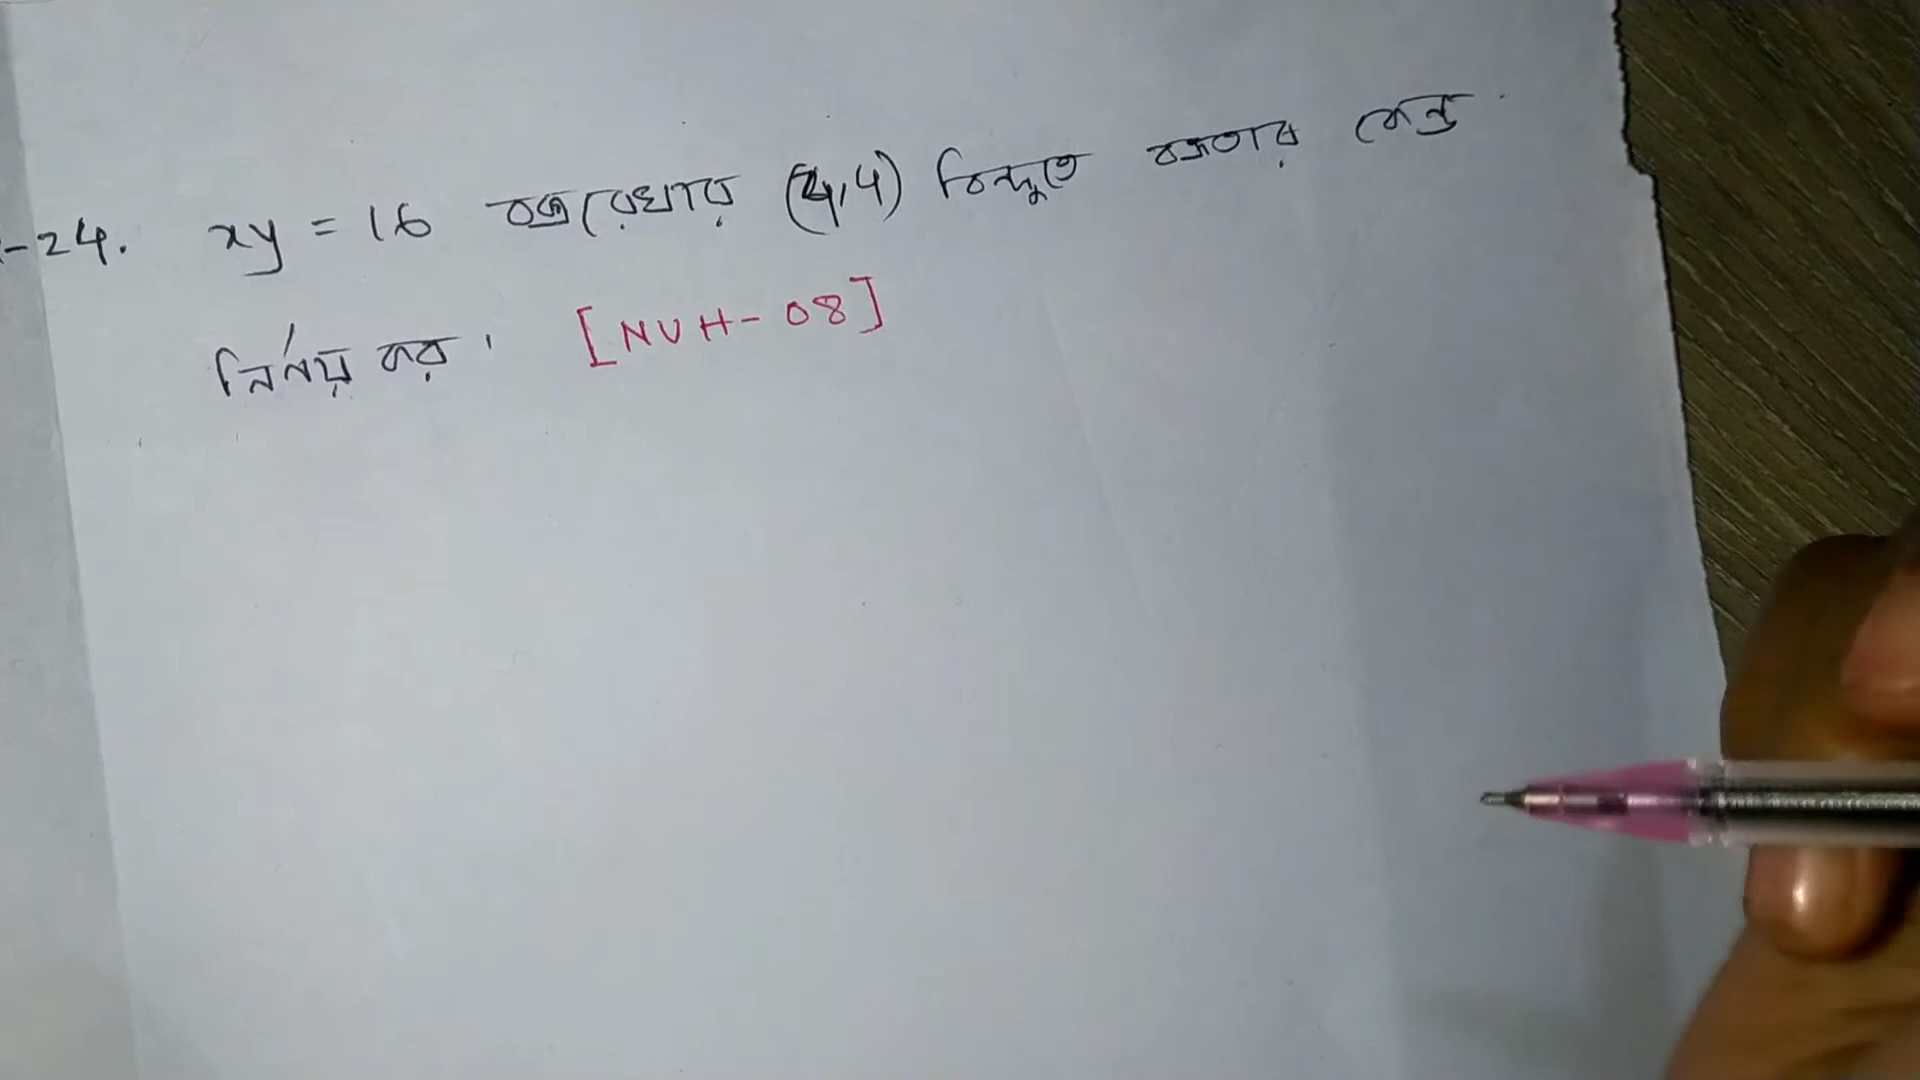 -24. xy = 16 বক্ররেখার (4,4) বিন্দুতে বক্রতার কেন্দ্র
নির্ণয় কর। [NUH-08]